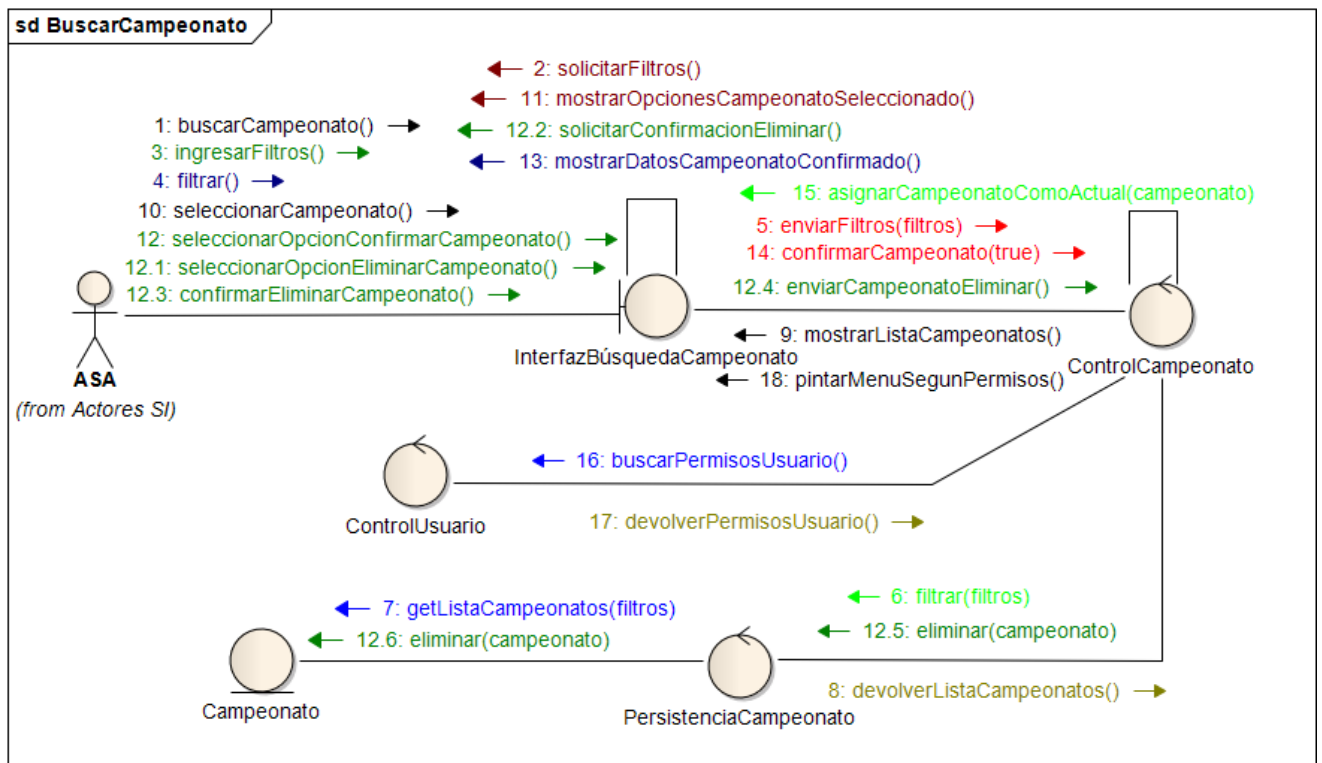 sd BuscarCampeonato
2: solicitarFiltros()
11: mostrarOpcionesCampeonatoSeleccionado()
1: buscarCampeonato()
12.2: solicitarConfirmacionEliminar()
3: ingresarFiltros()
13: mostrarDatosCampeonatoConfirmado()
4: filtrar()
15: asignarCampeonatoComoActual(campeonato)
10: seleccionarCampeonato()
5: enviarFiltros(filtros)
12: seleccionarOpcionConfirmarCampeonato()
14: confirmarCampeonato(true)
12.1: seleccionarOpcionEliminarCampeonato()
12.4: enviarCampeonatoEliminar()
12.3: confirmarEliminarCampeonato()
9: mostrarListaCampeonatos()
InterfazBúsquedaCampeonato
ControlCampeonato
ASA
18: pintarMenuSegunPermisos()
(from Actores SI)
16: buscarPermisosUsuario()
ControlUsuario
17: devolverPermisosUsuario()
6: filtrar(filtros)
7: getListaCampeonatos(filtros)
12.5: eliminar(campeonato)
12.6: eliminar(campeonato)
8: devolverListaCampeonatos()
Campeonato
PersistenciaCampeonato